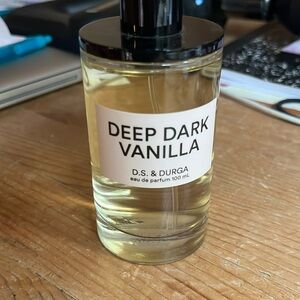 DEEP DARK
VANILLA
D.S. & DURGA
eau de parfum 100 mL